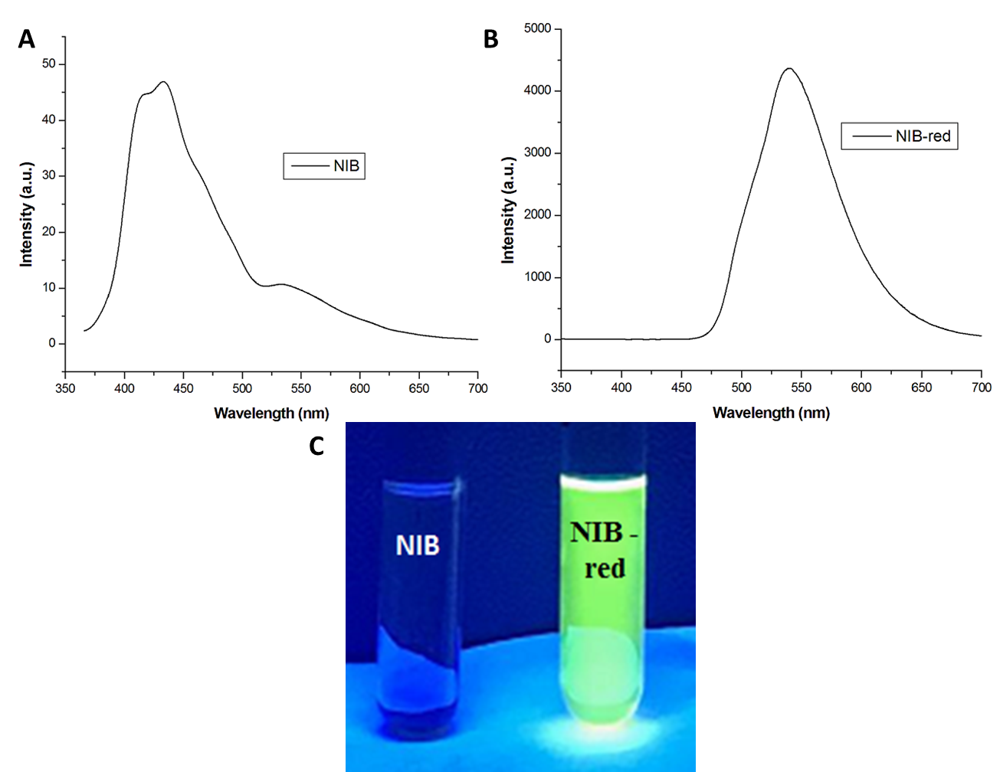 A
50
40
30
20
10
0
Intensity (a.u.)
NIB
350 400 450 500 550 600 650 700
Wavelength (nm)
B
5000
4000
3000
2000
1000
0
Intensity (a.u.)
NIB-red
350 400 450 500 550 600 650 700
Wavelength (nm)
C
NIB
NIB -
red